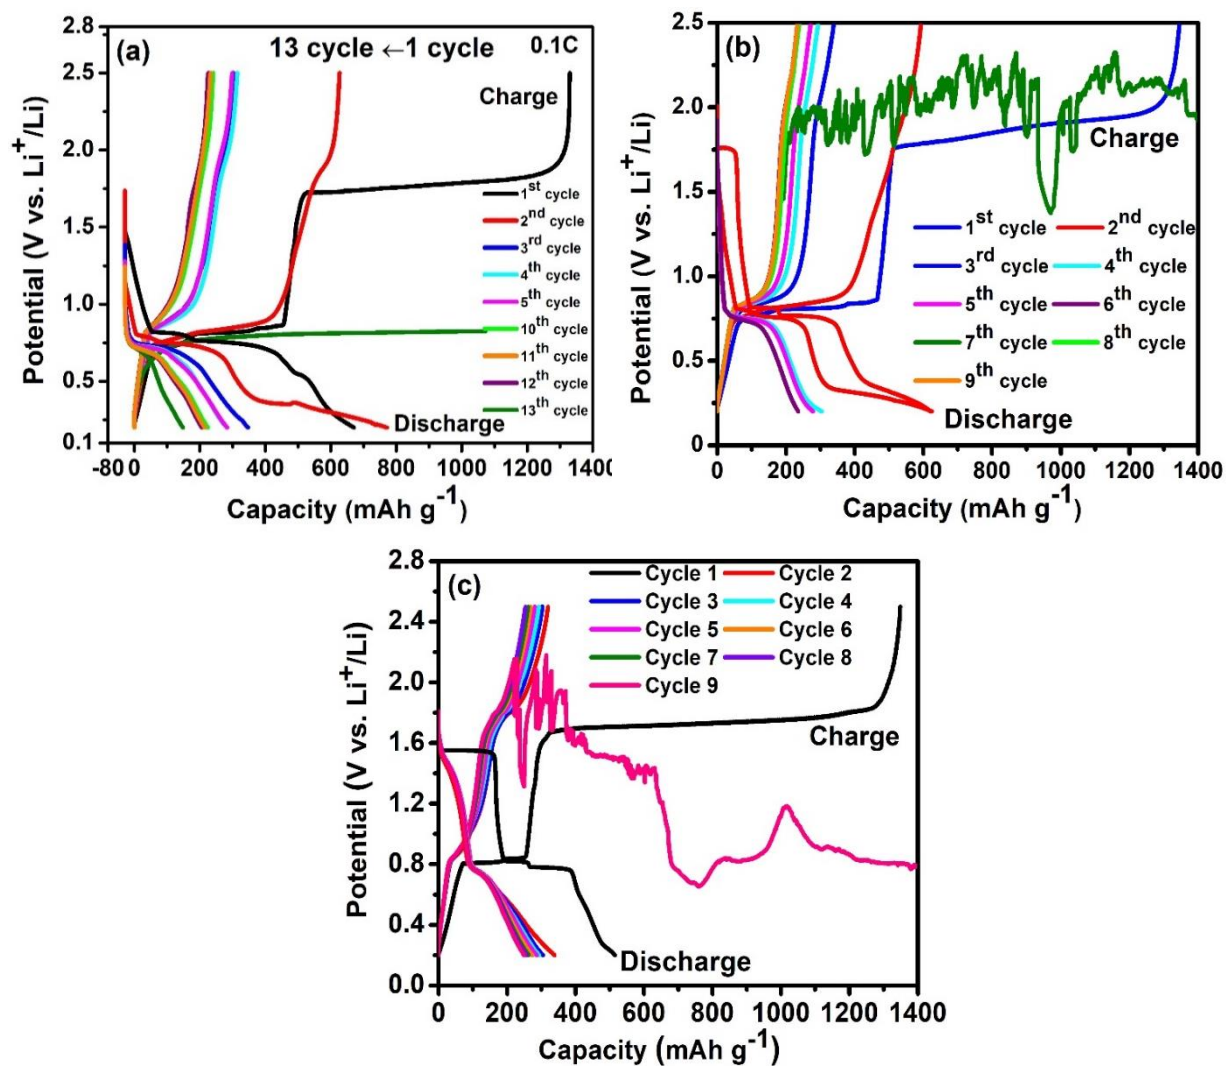 (a) 13 cycle ←1 cycle 0.1C
2.8
2.5
2.0
1.5
1.0
0.5
0.1
Potential (V vs. Li⁺/Li)
Charge
1st cycle
2nd cycle
3rd cycle
4th cycle
5th cycle
10th cycle
11th cycle
12th cycle
13th cycle
Discharge
-80 0 200 400 600 800 1000 1200 1400
Capacity (mAh g⁻¹)
(b)
2.5
2.0
1.5
1.0
0.5
0
Potential (V vs. Li⁺/Li)
Charge
1st cycle 2nd cycle
3rd cycle 4th cycle
5th cycle 6th cycle
7th cycle 8th cycle
9th cycle
Discharge
0 200 400 600 800 1000 1200 1400
Capacity (mAh g⁻¹)
(c)
2.8
2.4
2.0
1.6
1.2
0.8
0.4
0.0
Potential (V vs. Li⁺/Li)
Cycle 1 Cycle 2
Cycle 3 Cycle 4
Cycle 5 Cycle 6
Cycle 7 Cycle 8
Cycle 9
Charge
Discharge
0 200 400 600 800 1000 1200 1400
Capacity (mAh g⁻¹)